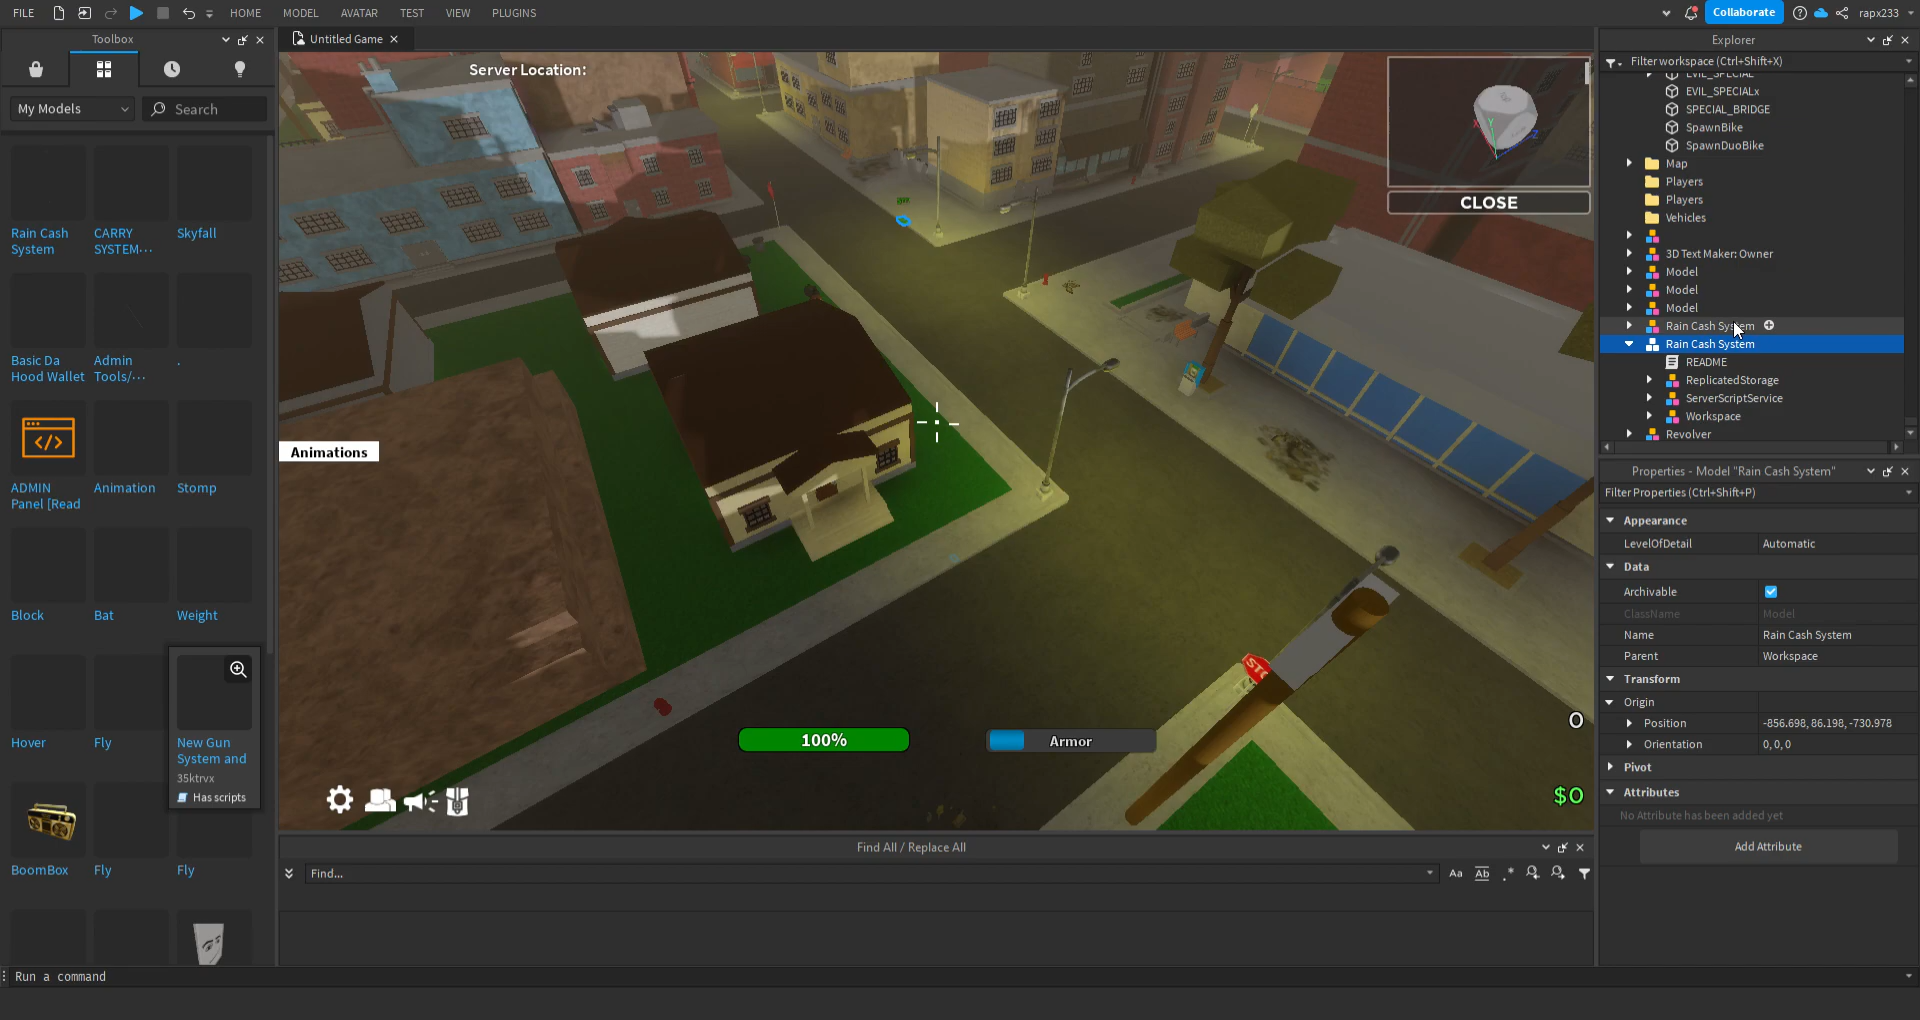 FILE HOME MODEL AVATAR TEST VIEW PLUGINS Collaborate rapx233
Toolbox
My Models Search
Rain Cash System
CARRY SYSTEM...
Skyfall
Basic Da Hood Wallet
Admin Tools/...
.
ADMIN Panel [Read
Animation
Stomp
Block
Bat
Weight
Hover
Fly
New Gun System and
35ktrvx
Has scripts
BoomBox
Fly
Fly
Untitled Game
Server Location:
CLOSE
Animations
STO
100%
Armor
0
$0
Find All / Replace All
Find...
Aa Ab .*
Run a command
Explorer
Filter workspace (Ctrl+Shift+X)
EVIL_SPECIAL
EVIL_SPECIALx
SPECIAL_BRIDGE
SpawnBike
SpawnDuoBike
Map
Players
Players
Vehicles
3D Text Maker: Owner
Model
Model
Model
Rain Cash System
Rain Cash System
README
ReplicatedStorage
ServerScriptService
Workspace
Revolver
Properties - Model "Rain Cash System"
Filter Properties (Ctrl+Shift+P)
Appearance
LevelOfDetail Automatic
Data
Archivable
ClassName Model
Name Rain Cash System
Parent Workspace
Transform
Origin
Position -856.698, 86.198, -730.978
Orientation 0, 0, 0
Pivot
Attributes
No Attribute has been added yet
Add Attribute